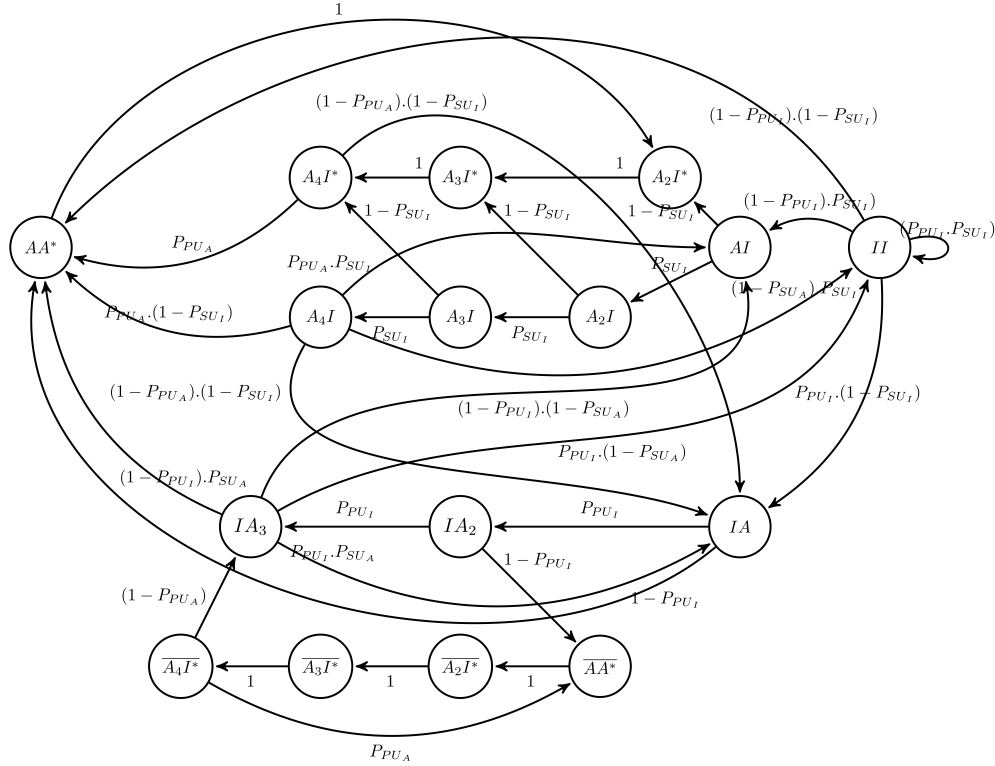 1
(1 − P_{PU_A}).(1 − P_{SU_I})
(1 − P_{PU_I}).(1 − P_{SU_I})
A_4I*
1
A_3I*
1
A_2I*
1 − P_{SU_I}
1 − P_{SU_I}
1 − P_{SU_I}
(1 − P_{PU_I}).P_{SU_I})
(P_{PU_I}.P_{SU_I})
AA*
P_{PU_A}
AI
II
P_{PU_A}.P_{SU_I}
P_{SU_I}
(1 − P_{SU_A}).P_{SU_I}
P_{PU_A}.(1 − P_{SU_I})
A_4I
P_{SU_I}
A_3I
P_{SU_I}
A_2I
(1 − P_{PU_A}).(1 − P_{SU_I})
(1 − P_{PU_I}).(1 − P_{SU_A})
P_{PU_I}.(1 − P_{SU_I})
P_{PU_I}.(1 − P_{SU_A})
(1 − P_{PU_I}).P_{SU_A}
IA_3
P_{PU_I}
IA_2
P_{PU_I}
IA
P_{PU_I}.P_{SU_A}
1 − P_{PU_I}
(1 − P_{PU_A})
1 − P_{PU_I}
\overline{A_4I*}
1
\overline{A_3I*}
1
\overline{A_2I*}
1
\overline{AA*}
P_{PU_A}